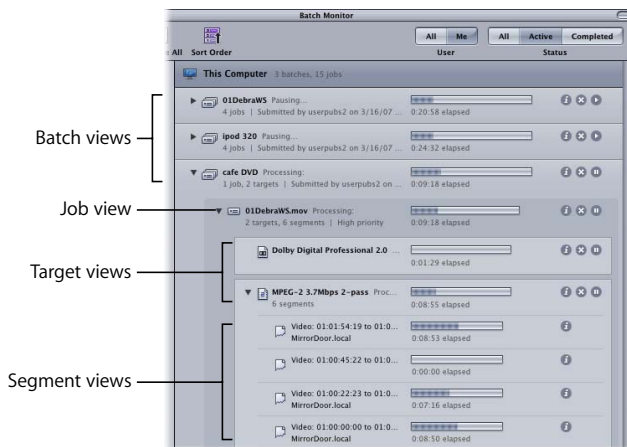 Batch Monitor
All Sort Order
All Me
User
All Active Completed
Status
This Computer 3 batches, 15 jobs
Batch views
01DebraWS Pausing...
4 jobs | Submitted by userpubs2 on 3/16/07 ... 0:20:58 elapsed
ipod 320 Pausing...
4 jobs | Submitted by userpubs2 on 3/16/07 ... 0:24:32 elapsed
cafe DVD Processing:
1 job, 2 targets | Submitted by userpubs2 on ... 0:09:18 elapsed
Job view
01DebraWS.mov Processing:
2 targets, 6 segments | High priority 0:09:18 elapsed
Target views
Dolby Digital Professional 2.0 ...
0:01:29 elapsed
MPEG-2 3.7Mbps 2-pass Proc...
6 segments 0:08:55 elapsed
Segment views
Video: 01:01:54:19 to 01:0...
MirrorDoor.local 0:08:53 elapsed
Video: 01:00:45:22 to 01:0...
0:00:00 elapsed
Video: 01:00:22:23 to 01:0...
MirrorDoor.local 0:07:16 elapsed
Video: 01:00:00:00 to 01:0...
MirrorDoor.local 0:08:50 elapsed